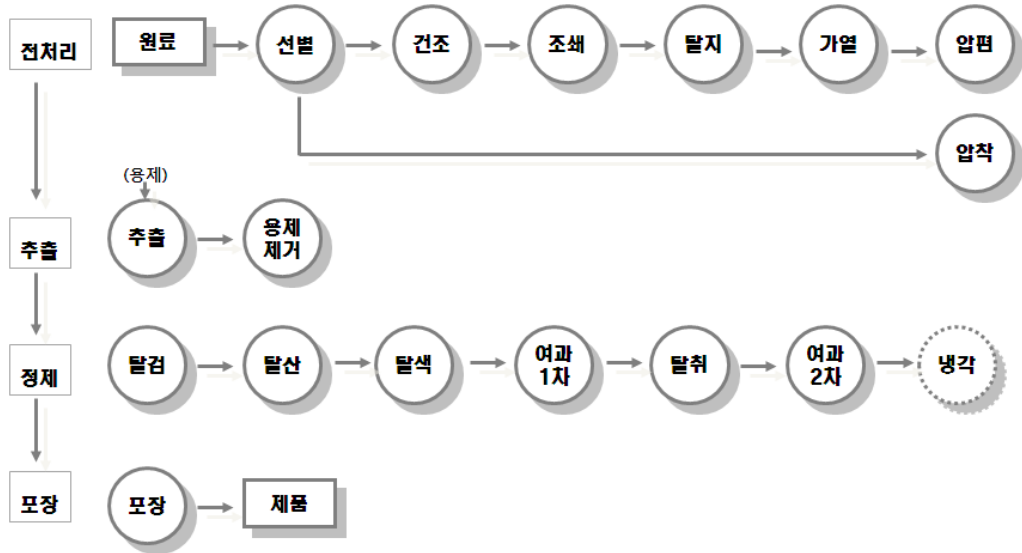 전처리
원료
선별
건조
조쇄
탈지
가열
압편
압착
(용제)
추출
추출
용제
제거
정제
탈검
탈산
탈색
여과
1차
탈취
여과
2차
냉각
포장
포장
제품